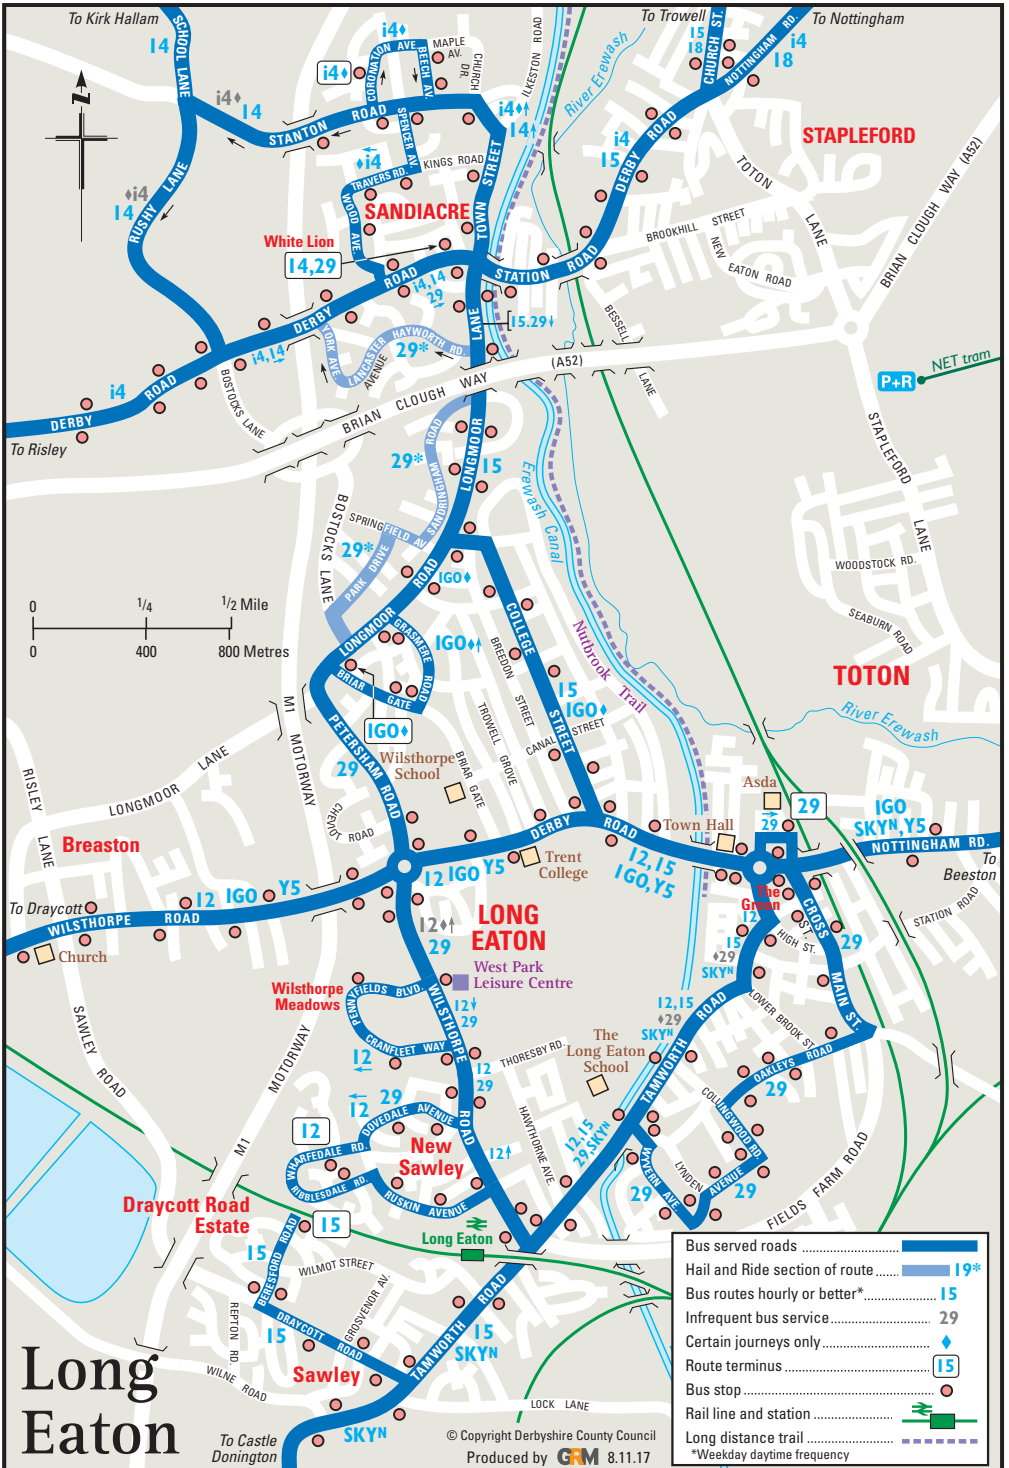 To Kirk Hallam
To Trowell
To Nottingham
SCHOOL LANE
14
i4♦
CORONATION AVE
BEECH AV.
MAPLE AV.
CHURCH DR.
ILKESTON ROAD
River Erewash
15
18
CHURCH ST.
NOTTINGHAM RD.
i4
18
i4♦
i4♦
14
STANTON ROAD
SPENCER AV.
i4♦
14
i4
15
DERBY ROAD
STAPLEFORD
TOTON LANE
BRIAN CLOUGH WAY (A52)
N
RUSHY LANE
♦i4
14
♦i4
TRAVERS RD.
KINGS ROAD
WOOD AVE.
TOWN STREET
SANDIACRE
White Lion
14,29
BROOKHILL STREET
NEW EATON ROAD
STATION ROAD
DERBY ROAD
i4,14
29
15.29
LANE
BESSELL LANE
YORK AVE
LANCASTER AVENUE
HAYWORTH RD.
29*
i4,14
BOSTOCKS LANE
BRIAN CLOUGH WAY (A52)
P+R
NET tram
i4
DERBY ROAD
To Risley
STAPLEFORD LANE
29*
SANDRINGHAM ROAD
LONGMOOR
15
Erewash Canal
BOSTOCKS LANE
SPRINGFIELD AV.
29*
PARK DRIVE
LONGMOOR ROAD
IGO♦
WOODSTOCK RD.
SEABURN ROAD
TOTON
River Erewash
0 1/4 1/2 Mile
0 400 800 Metres
GRASMERE ROAD
IGO♦
BRIAR GATE
IGO♦
COLLEGE STREET
BREEDON STREET
15
IGO♦
CANAL STREET
TROWELL GROVE
Nutbrook Trail
M1 MOTORWAY
PETERSHAM ROAD
29
Wilsthorpe School
BRIAR GATE
CHEVIOT ROAD
RISLEY LANE
LONGMOOR LANE
Breaston
Asda
29
29
Town Hall
IGO
SKYN,Y5
NOTTINGHAM RD.
To Beeston
DERBY ROAD
12,15
IGO,Y5
Trent College
12 IGO Y5
12 IGO Y5
To Draycott
WILSTHORPE ROAD
Church
The Green
12
CROSS ST.
HIGH ST.
STATION ROAD
LONG EATON
12♦
29
15
♦29
SKYN
29
MAIN ST.
West Park Leisure Centre
Wilsthorpe Meadows
PENNYFIELDS BLVD.
CRANFLEET WAY
12
WILSTHORPE ROAD
12
29
12
29
12,15
♦29
SKYN
The Long Eaton School
THORESBY RD.
TAMWORTH ROAD
LOWER BROOK ST.
OAKLEYS ROAD
29
COLLINGWOOD RD.
SAWLEY ROAD
M1 MOTORWAY
12
29
DOVEDALE AVENUE
12
WHARFEDALE RD.
RIBBLESDALE RD.
New Sawley
RUSKIN AVENUE
12
HAWTHORNE AVE.
12,15
29,SKYN
29
WYVERN AVE.
LYNDEN AVENUE
29
FIELDS FARM ROAD
Draycott Road Estate
15
BERESFORD ROAD
15
Long Eaton
WILMOT STREET
GROSVENOR AV.
REPTON RD.
15
DRAYCOTT ROAD
Sawley
WILNE ROAD
TAMWORTH ROAD
15
SKYN
LOCK LANE
SKYN
To Castle Donington
Long
Eaton
© Copyright Derbyshire County Council
Produced by GRM 8.11.17
Bus served roads
Hail and Ride section of route 19*
Bus routes hourly or better* 15
Infrequent bus service 29
Certain journeys only ♦
Route terminus 15
Bus stop
Rail line and station
Long distance trail
*Weekday daytime frequency